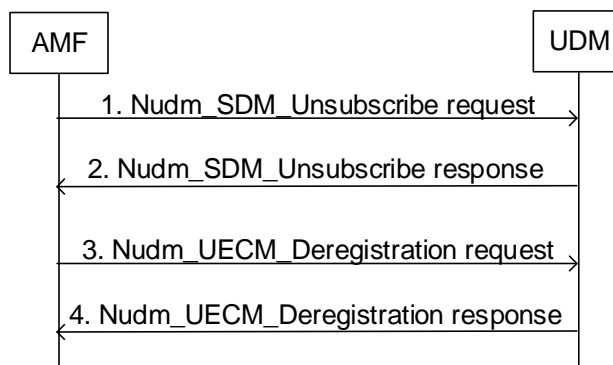 AMF
UDM
1. Nudm_SDM_Unsubscribe request
2. Nudm_SDM_Unsubscribe response
3. Nudm_UECM_Deregistration request
4. Nudm_UECM_Deregistration response